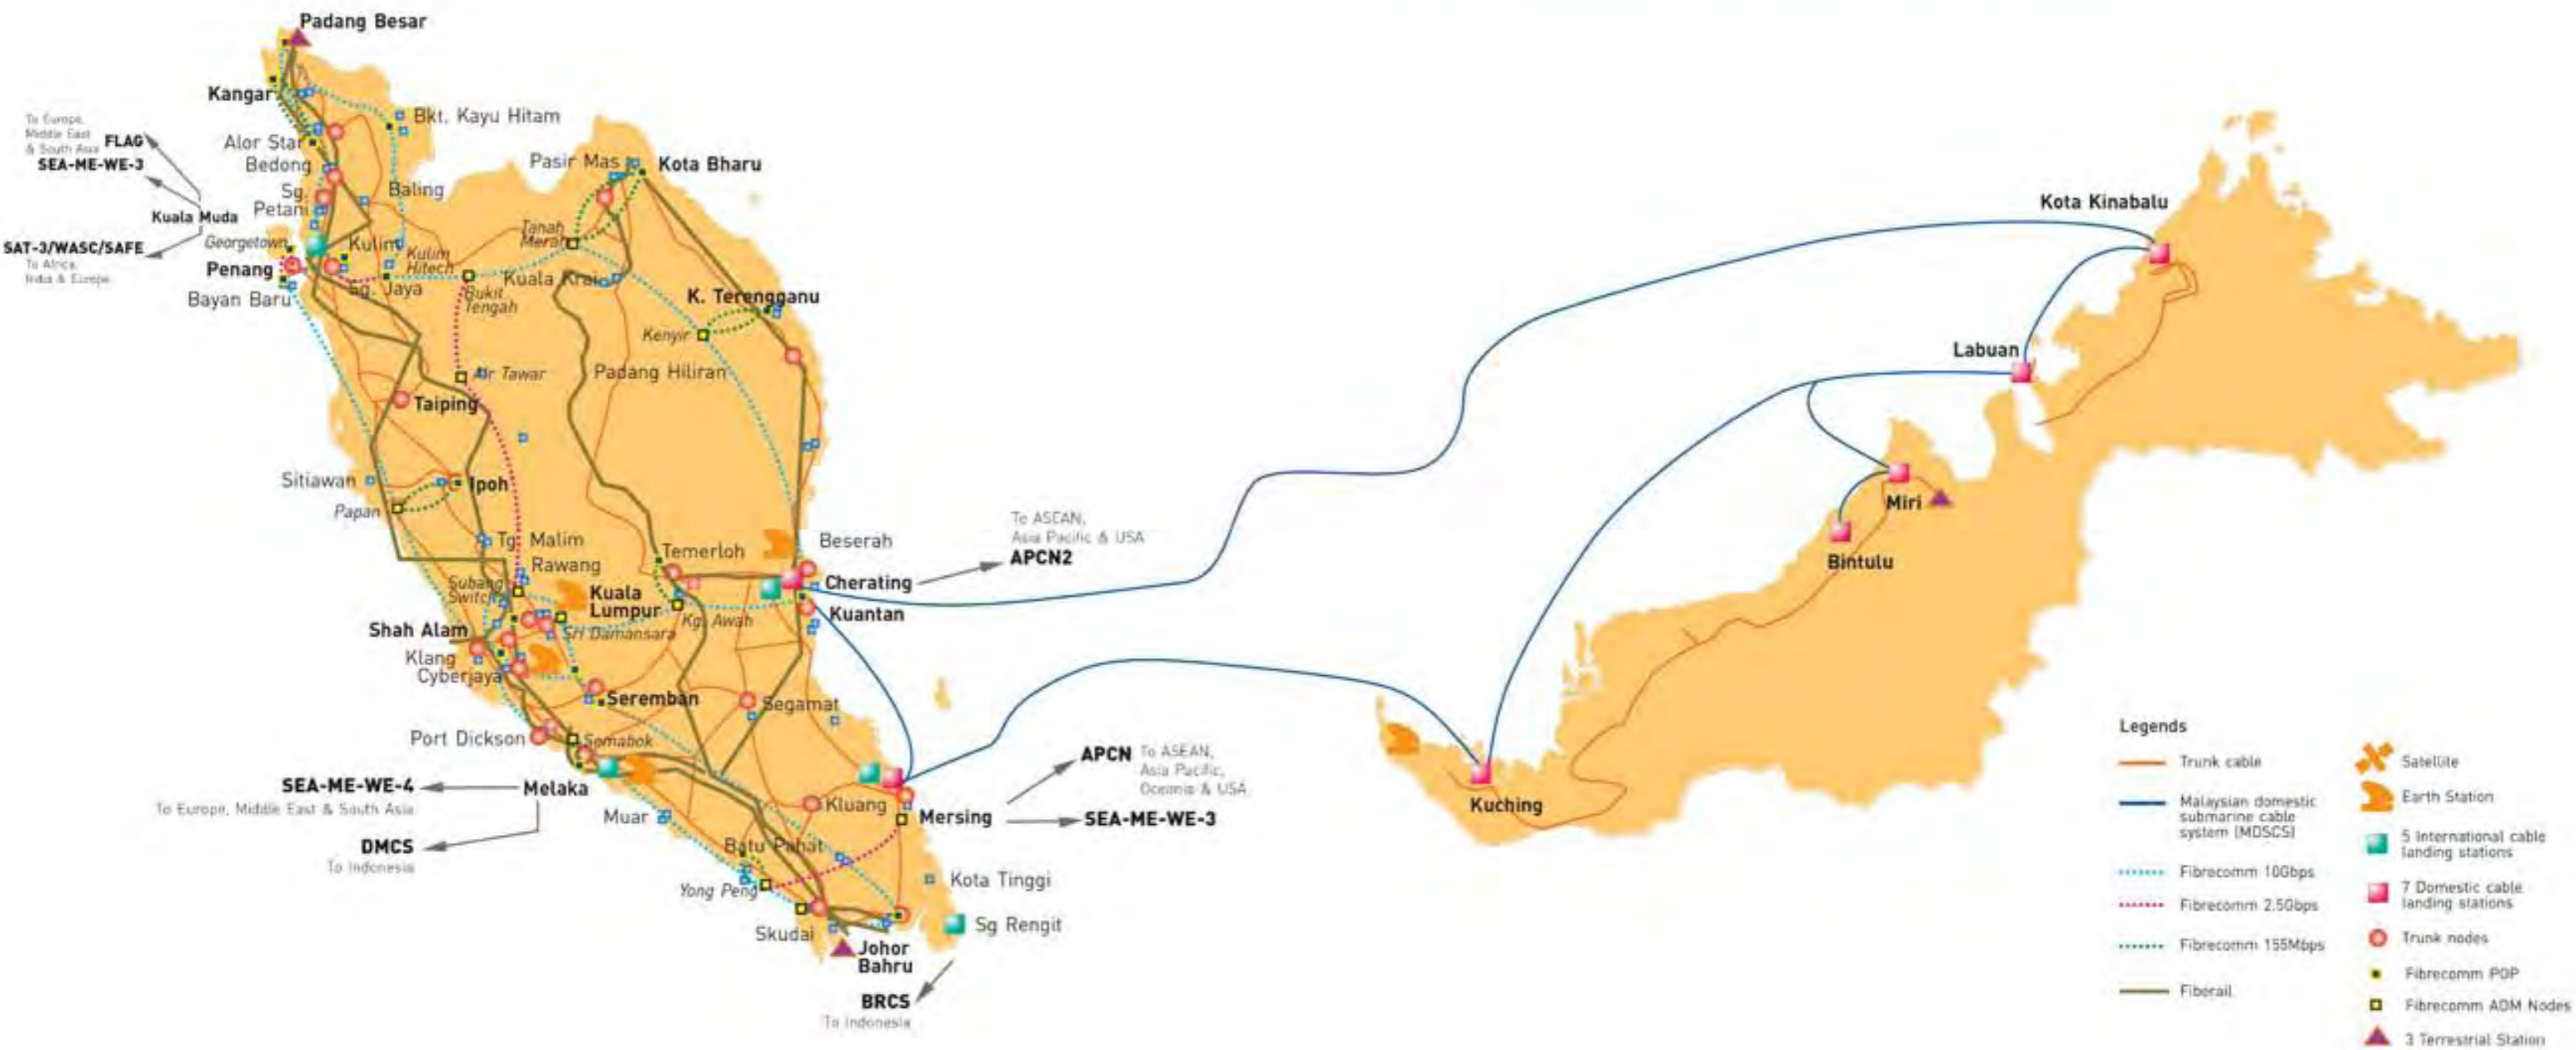 Padang Besar
Kangar
Bkt. Kayu Hitam
To Europe,
Middle East
& South Asia
FLAG
SEA-ME-WE-3
Alor Star
Bedong
Sg.
Petani
Baling
Pasir Mas
Kota Bharu
Kuala Muda
SAT-3/WASC/SAFE
To Africa,
India & Europe
Georgetown
Penang
Bayan Baru
Kulim
Kulim
Hitech
Sg. Jaya
Bukit
Tengah
Tanah
Merah
Kuala Krai
K. Terengganu
Kenyir
Padang Hiliran
Air Tawar
Taiping
Sitiawan
Ipoh
Papan
Tg. Malim
Rawang
Subang
Switch
Kuala
Lumpur
Sri Damansara
Temerloh
Kg. Awah
Beserah
Cherating
Kuantan
To ASEAN,
Asia Pacific & USA
APCN2
Shah Alam
Klang
Cyberjaya
Seremban
Segamat
Port Dickson
Semabok
SEA-ME-WE-4
To Europe, Middle East & South Asia
Melaka
DMCS
To Indonesia
Muar
Kluang
Mersing
APCN
To ASEAN,
Asia Pacific,
Oceania & USA
SEA-ME-WE-3
Batu Pahat
Yong Peng
Kota Tinggi
Skudai
Sg Rengit
Johor
Bahru
BRCS
To Indonesia
Kota Kinabalu
Labuan
Miri
Bintulu
Kuching
Legends
Trunk cable
Malaysian domestic
submarine cable
system (MDSCS)
Fibrecomm 10Gbps
Fibrecomm 2.5Gbps
Fibrecomm 155Mbps
Fiberail
Satellite
Earth Station
5 International cable
landing stations
7 Domestic cable
landing stations
Trunk nodes
Fibrecomm POP
Fibrecomm ADM Nodes
3 Terrestrial Station